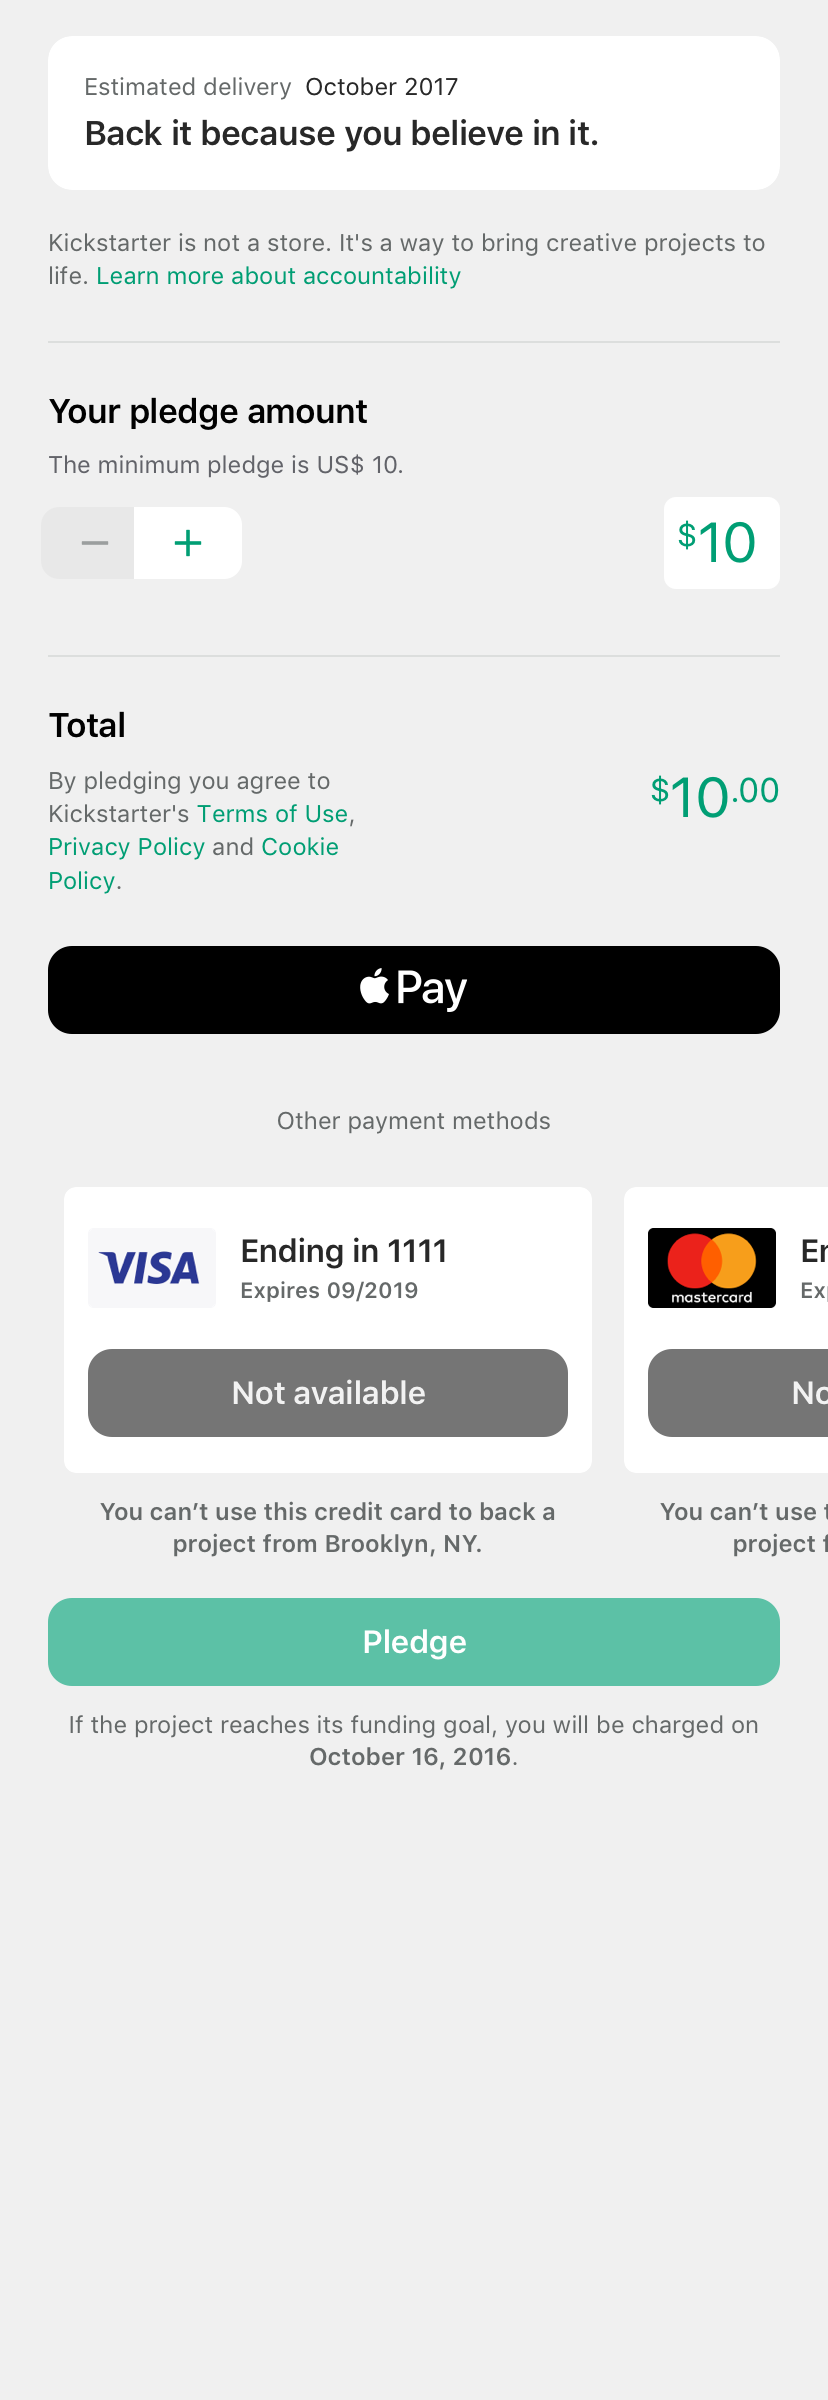 Estimated delivery October 2017
Back it because you believe in it.
Kickstarter is not a store. It's a way to bring creative projects to
life. Learn more about accountability
Your pledge amount
The minimum pledge is US$ 10.
− +
$10
Total
By pledging you agree to
Kickstarter's Terms of Use,
Privacy Policy and Cookie
Policy.
$10.00
Pay
Other payment methods
VISA
Ending in 1111
Expires 09/2019
Not available
You can’t use this credit card to back a
project from Brooklyn, NY.
mastercard
You can’t use
project
Pledge
If the project reaches its funding goal, you will be charged on
October 16, 2016.